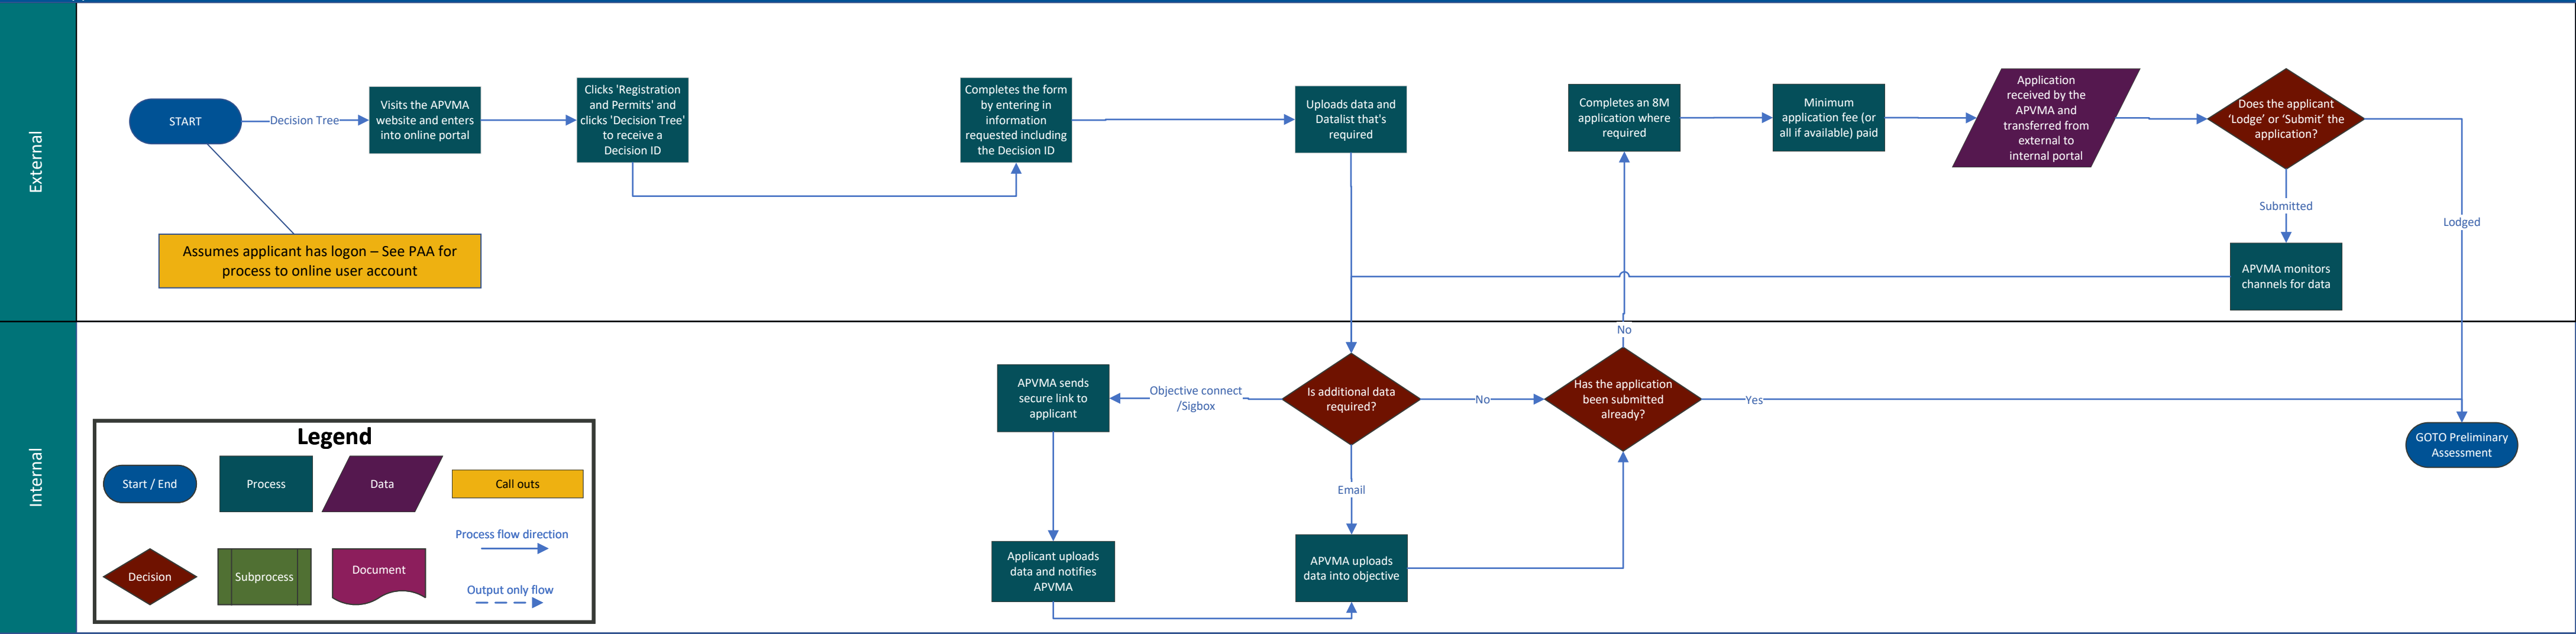 External
START
Decision Tree
Visits the APVMA
website and enters
into online portal
Clicks 'Registration
and Permits' and
clicks 'Decision Tree'
to receive a
Decision ID
Completes the form
by entering in
information
requested including
the Decision ID
Uploads data and
Datalist that's
required
Completes an 8M
application where
required
Minimum
application fee (or
all if available) paid
Application
received by the
APVMA and
transferred from
external to
internal portal
Does the applicant
‘Lodge’ or ‘Submit’ the
application?
Submitted
Lodged
Assumes applicant has logon – See PAA for
process to online user account
APVMA monitors
channels for data
Internal
No
APVMA sends
secure link to
applicant
Objective connect
/Sigbox
Is additional data
required?
No
Has the application
been submitted
already?
Yes
GOTO Preliminary
Assessment
Email
Applicant uploads
data and notifies
APVMA
APVMA uploads
data into objective
Legend
Start / End
Process
Data
Call outs
Process flow direction
Decision
Subprocess
Document
Output only flow